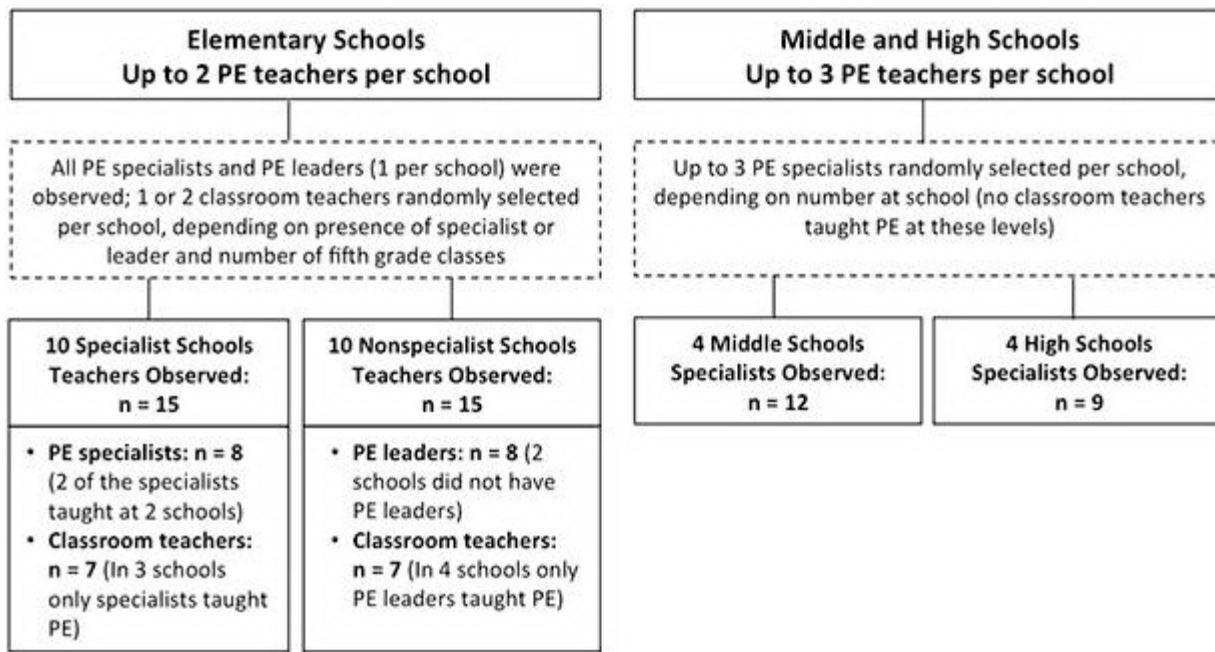 Elementary Schools
Up to 2 PE teachers per school
All PE specialists and PE leaders (1 per school) were
observed; 1 or 2 classroom teachers randomly selected
per school, depending on presence of specialist or
leader and number of fifth grade classes
10 Specialist Schools
Teachers Observed:
n = 15
• PE specialists: n = 8
(2 of the specialists
taught at 2 schools)
• Classroom teachers:
n = 7 (In 3 schools
only specialists taught
PE)
10 Nonspecialist Schools
Teachers Observed:
n = 15
• PE leaders: n = 8 (2
schools did not have
PE leaders)
• Classroom teachers:
n = 7 (In 4 schools only
PE leaders taught PE)
Middle and High Schools
Up to 3 PE teachers per school
Up to 3 PE specialists randomly selected per school,
depending on number at school (no classroom teachers
taught PE at these levels)
4 Middle Schools
Specialists Observed:
n = 12
4 High Schools
Specialists Observed:
n = 9